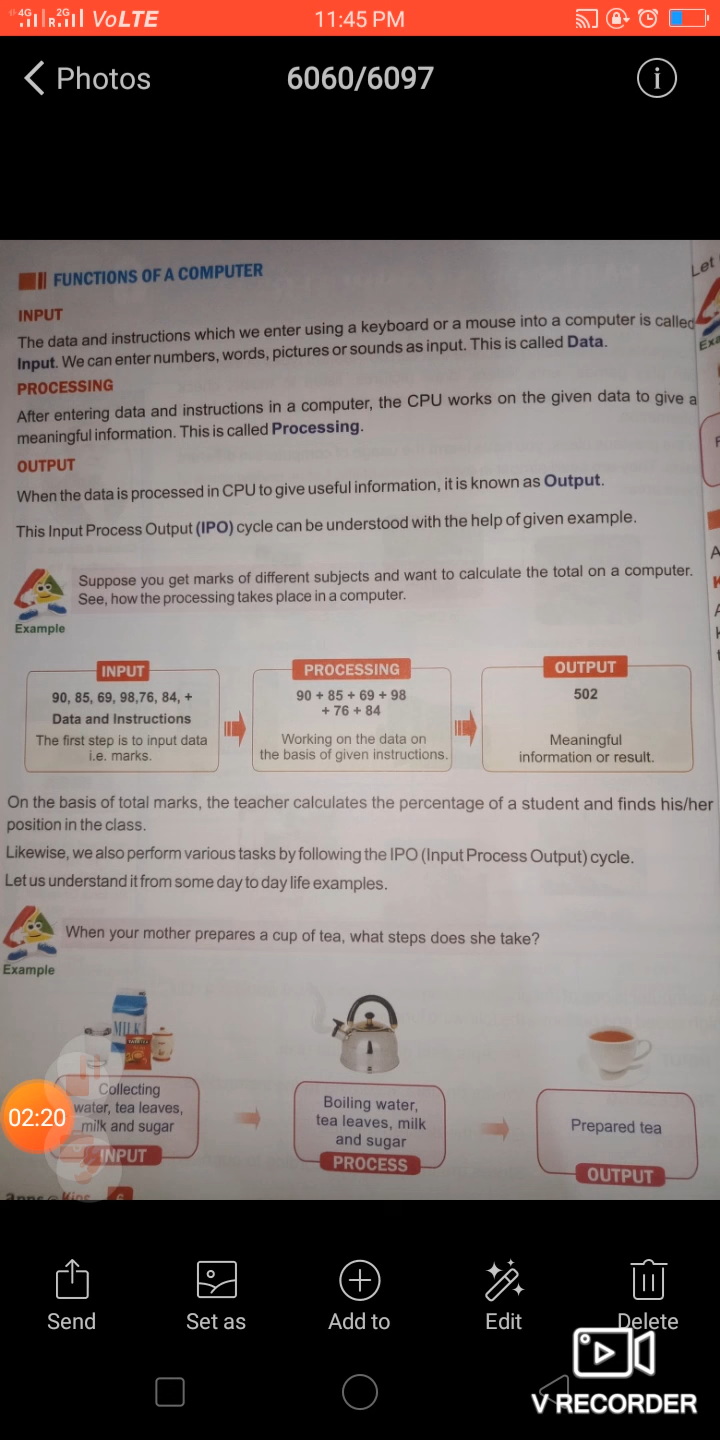 4G R 2G VoLTE 11:45 PM
Photos 6060/6097 i
FUNCTIONS OF A COMPUTER
INPUT
The data and instructions which we enter using a keyboard or a mouse into a computer is called
Input. We can enter numbers, words, pictures or sounds as input. This is called Data.
PROCESSING
After entering data and instructions in a computer, the CPU works on the given data to give a
meaningful information. This is called Processing.
OUTPUT
When the data is processed in CPU to give useful information, it is known as Output.
This Input Process Output (IPO) cycle can be understood with the help of given example.
Suppose you get marks of different subjects and want to calculate the total on a computer.
See, how the processing takes place in a computer.
Example
INPUT
90, 85, 69, 98,76, 84, +
Data and Instructions
The first step is to input data
i.e. marks.
PROCESSING
90 + 85 + 69 + 98
+ 76 + 84
Working on the data on
the basis of given instructions.
OUTPUT
502
Meaningful
information or result.
On the basis of total marks, the teacher calculates the percentage of a student and finds his/her
position in the class.
Likewise, we also perform various tasks by following the IPO (Input Process Output) cycle.
Let us understand it from some day to day life examples.
When your mother prepares a cup of tea, what steps does she take?
Example
MILK
Collecting
water, tea leaves,
milk and sugar
INPUT
Boiling water,
tea leaves, milk
and sugar
PROCESS
Prepared tea
OUTPUT
02:20
6
Let
Send Set as Add to Edit Delete
V RECORDER